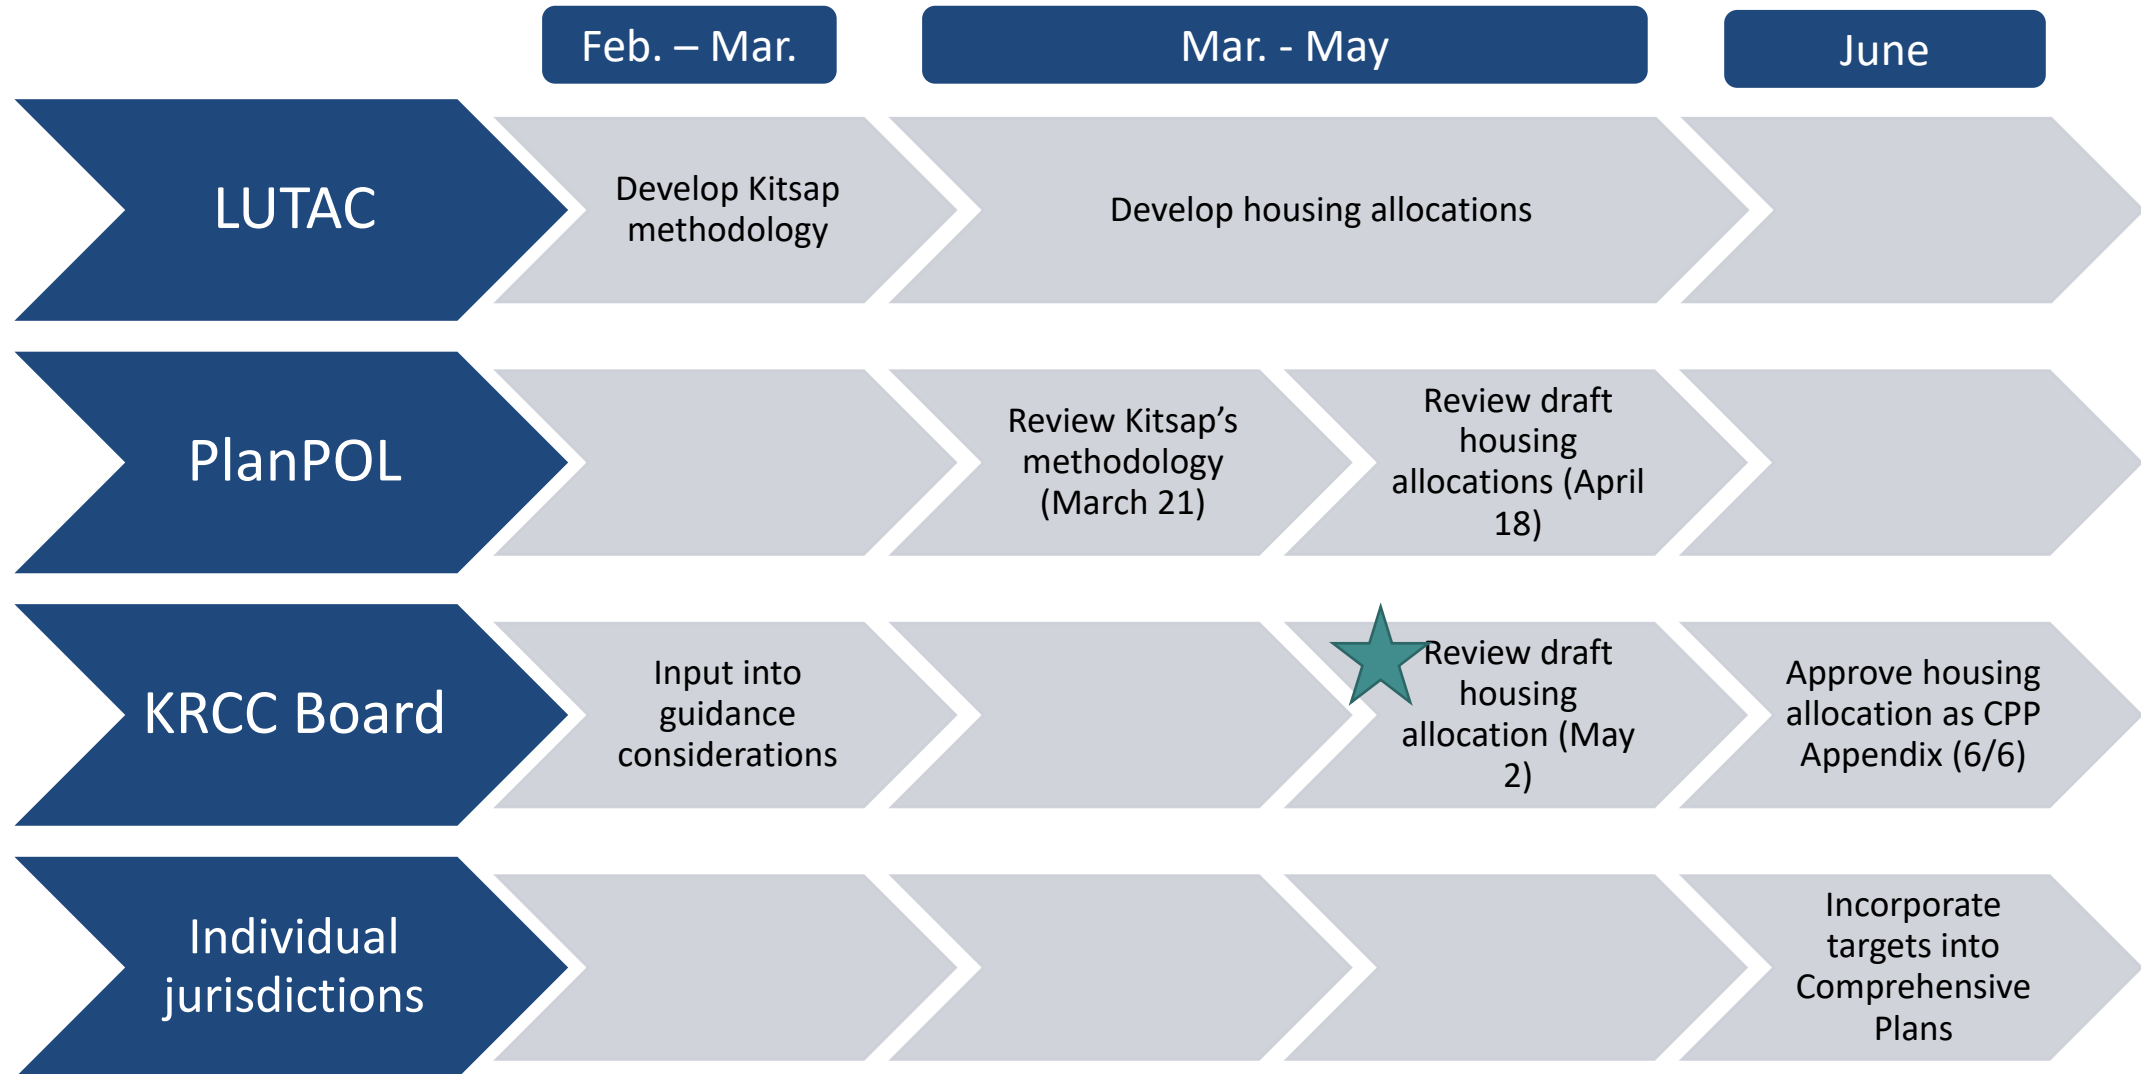 Feb. – Mar.
Mar. - May
June
LUTAC
Develop Kitsap
methodology
Develop housing allocations
PlanPOL
Review Kitsap’s
methodology
(March 21)
Review draft
housing
allocations (April
18)
KRCC Board
Input into
guidance
considerations
Review draft
housing
allocation (May
2)
Approve housing
allocation as CPP
Appendix (6/6)
Individual
jurisdictions
Incorporate
targets into
Comprehensive
Plans